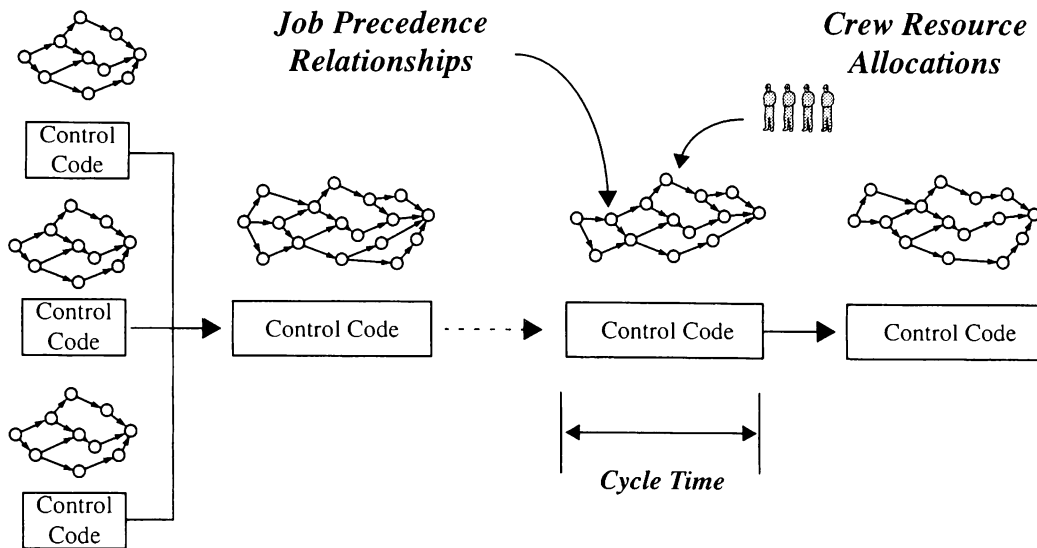 Job Precedence
Relationships
Crew Resource
Allocations
Control
Code
Control
Code
Control
Code
Control Code
Control Code
Control Code
Cycle Time